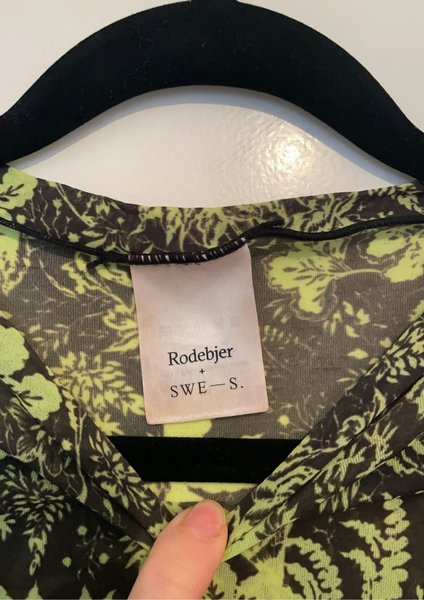 Rodebjer
+
SWE—S.